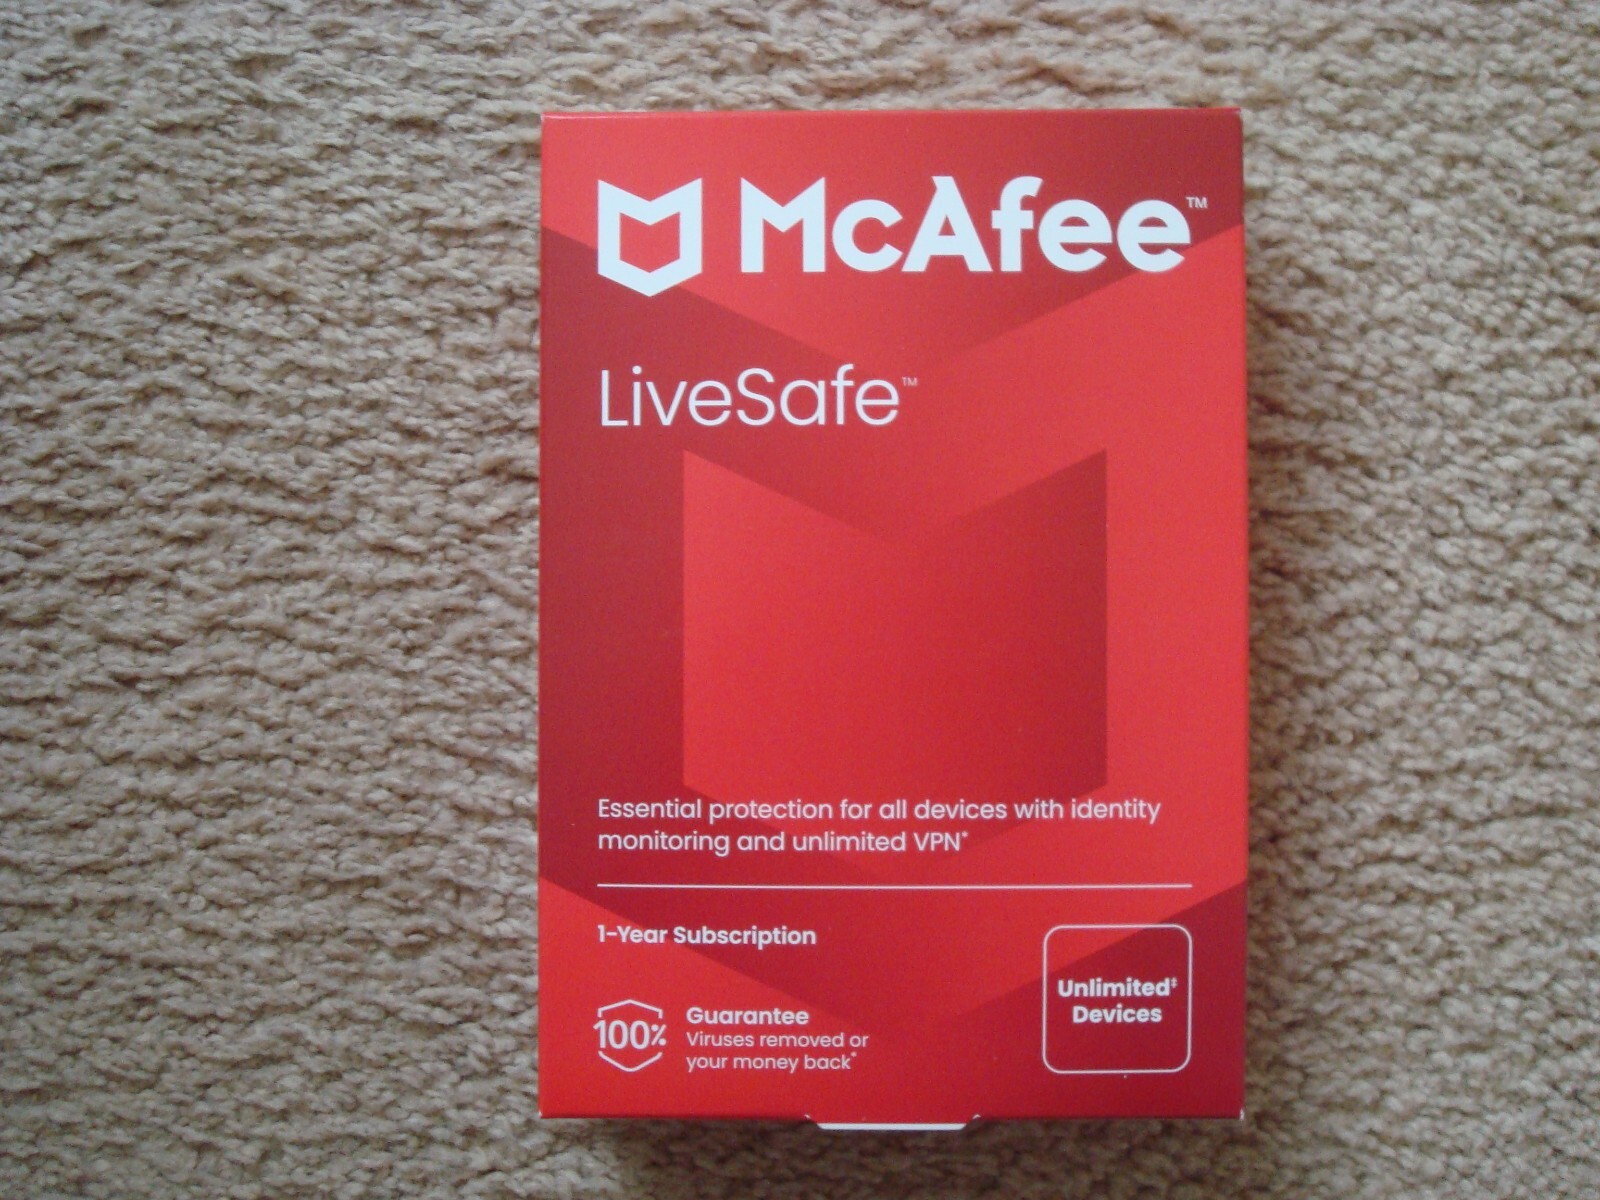 McAfee™
LiveSafe™
Essential protection for all devices with identity
monitoring and unlimited VPN*
1-Year Subscription
100%
Guarantee
Viruses removed or
your money back*
Unlimited‡
Devices